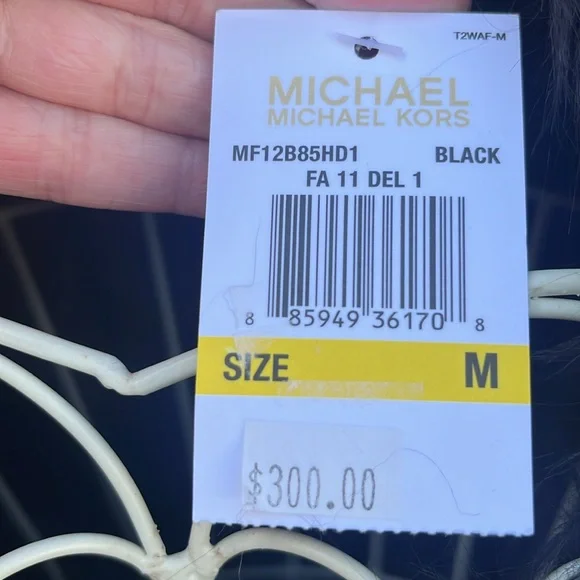 T2WAF-M
MICHAEL
MICHAEL KORS
MF12B85HD1 BLACK
FA 11 DEL 1
8 85949 36170 8
SIZE M
$300.00